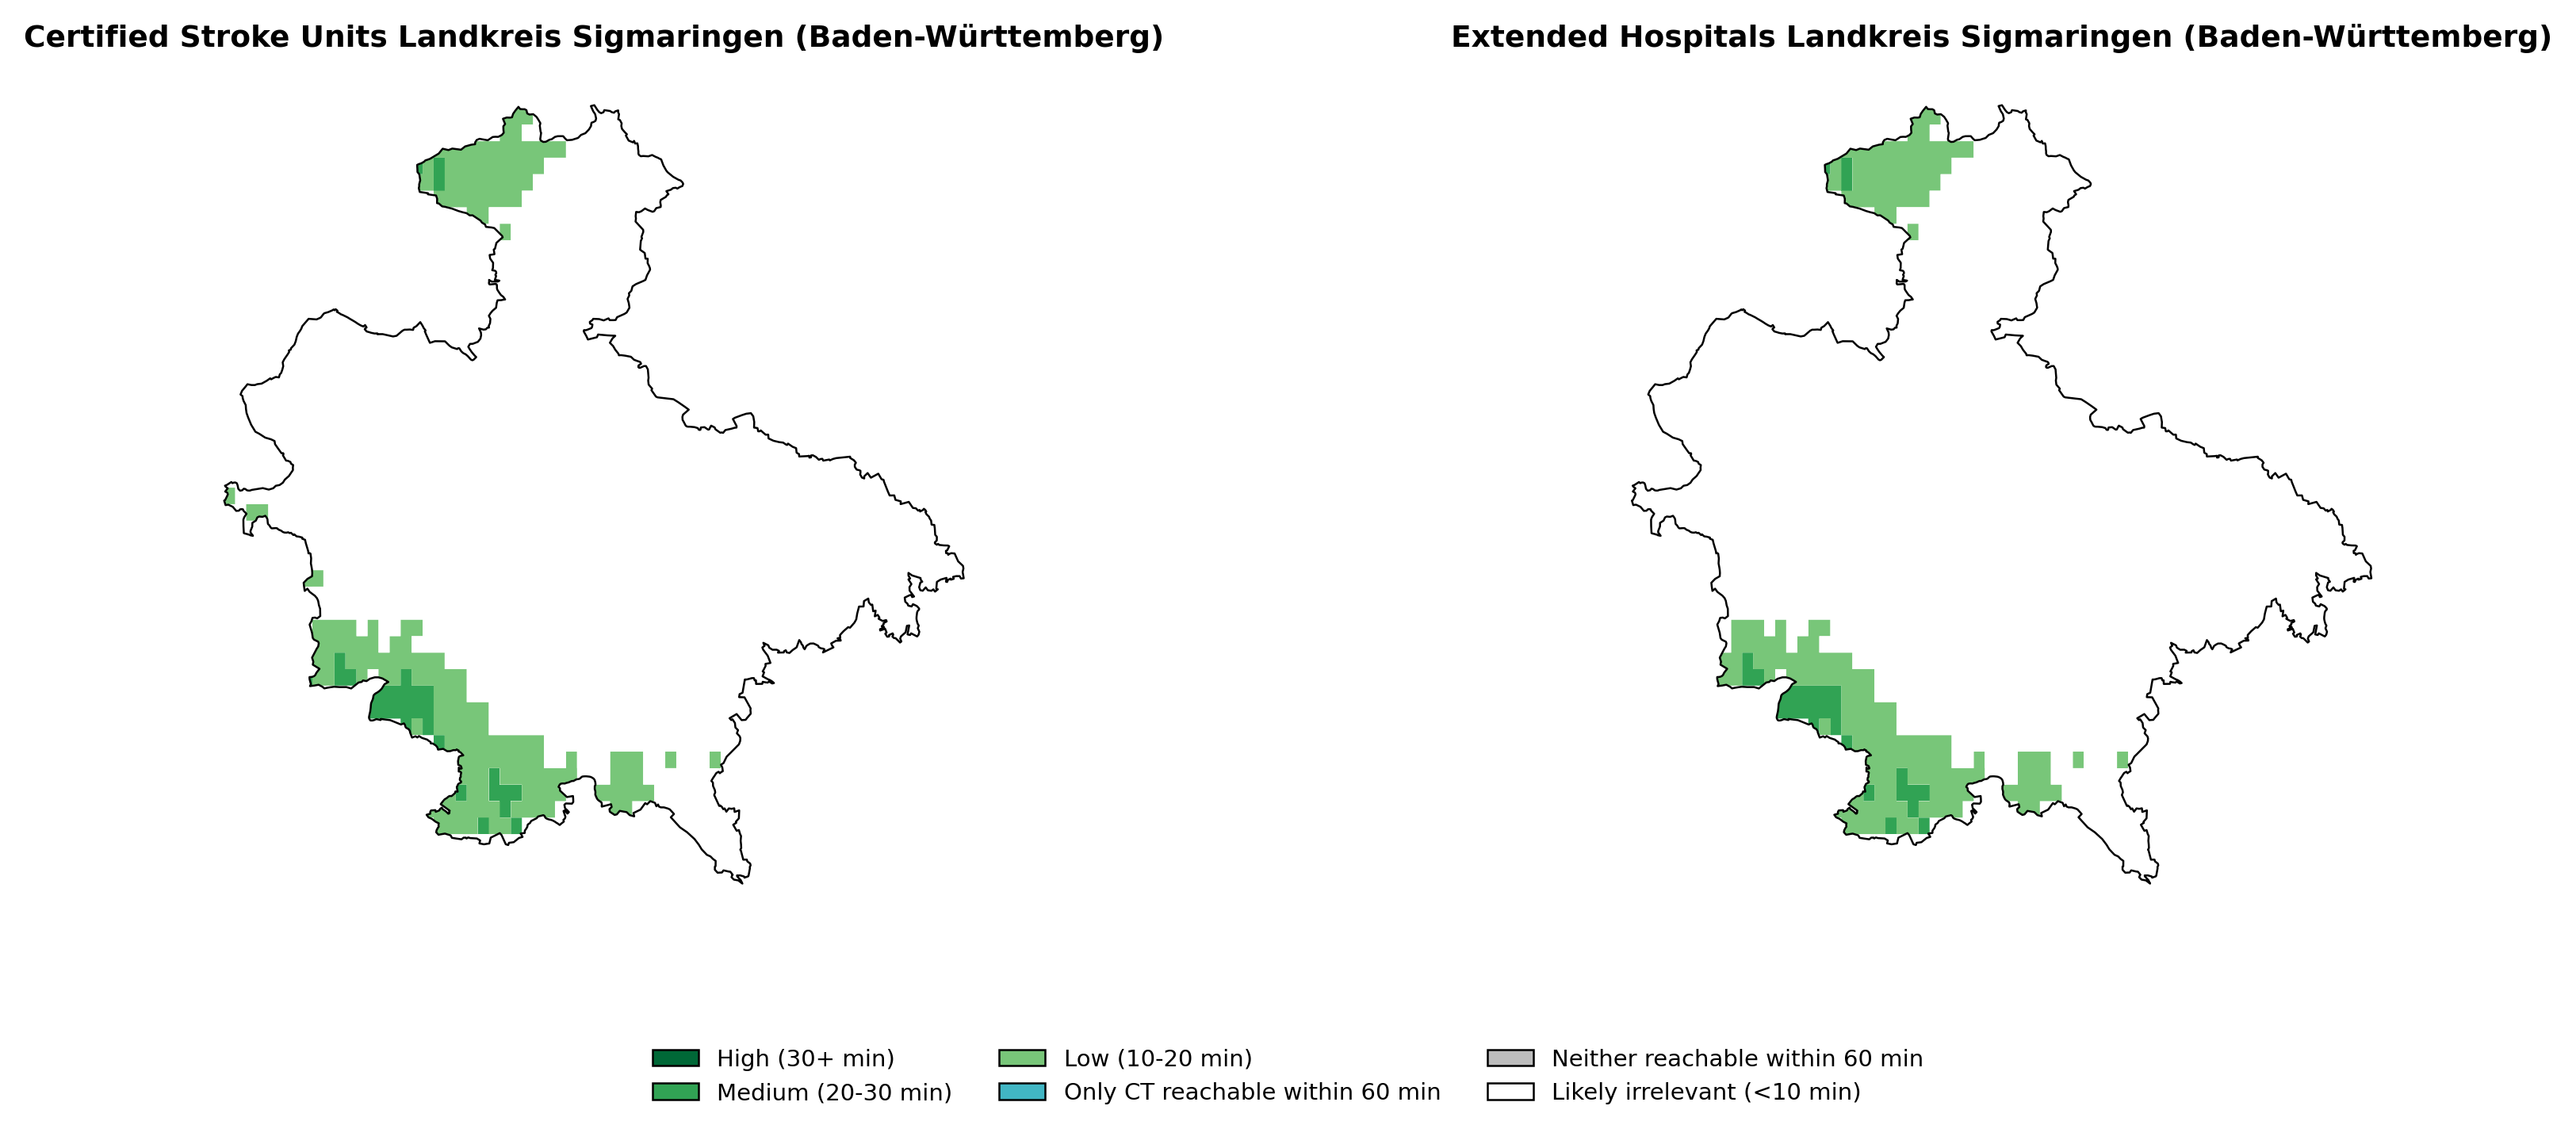 Certified Stroke Units Landkreis Sigmaringen (Baden-Württemberg)
Extended Hospitals Landkreis Sigmaringen (Baden-Württemberg)
High (30+ min)
Medium (20-30 min)
Low (10-20 min)
Only CT reachable within 60 min
Neither reachable within 60 min
Likely irrelevant (<10 min)